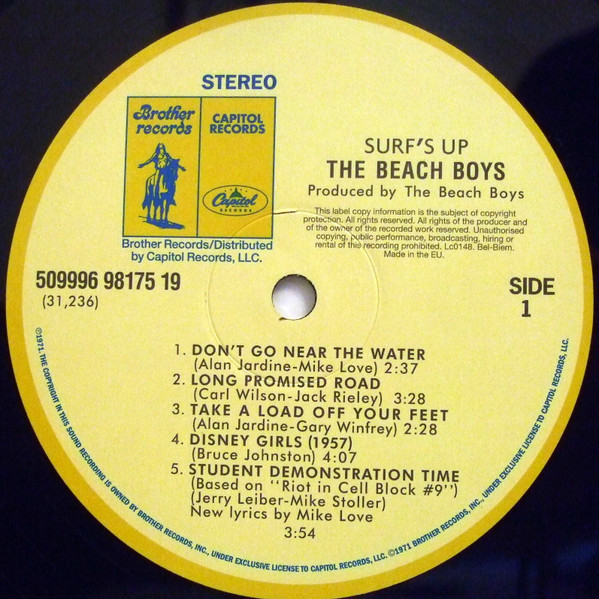 STEREO
Brother
records
CAPITOL
RECORDS
Capitol
RECORDS
Brother Records/Distributed
by Capitol Records, LLC.
SURF'S UP
THE BEACH BOYS
Produced by The Beach Boys
This label copy information is the subject of copyright
protection. All rights reserved. All rights of the producer and
of the owner of the recorded work reserved. Unauthorised
copying, public performance, broadcasting, hiring or
rental of this recording prohibited. Lc0148. Bel-Biem.
Made in the EU.
509996 98175 19
(31,236)
SIDE
1
1. DON'T GO NEAR THE WATER
(Alan Jardine-Mike Love) 2:37
2. LONG PROMISED ROAD
(Carl Wilson-Jack Rieley) 3:28
3. TAKE A LOAD OFF YOUR FEET
(Alan Jardine-Gary Winfrey) 2:28
4. DISNEY GIRLS (1957)
(Bruce Johnston) 4:07
5. STUDENT DEMONSTRATION TIME
(Based on "Riot in Cell Block #9")
(Jerry Leiber-Mike Stoller)
New lyrics by Mike Love
3:54
©1971. THE COPYRIGHT IN THIS SOUND RECORDING IS OWNED BY BROTHER RECORDS, INC., UNDER EXCLUSIVE LICENSE TO CAPITOL RECORDS, LLC. ©1971 BROTHER RECORDS, INC., UNDER EXCLUSIVE LICENSE TO CAPITOL RECORDS, LLC.